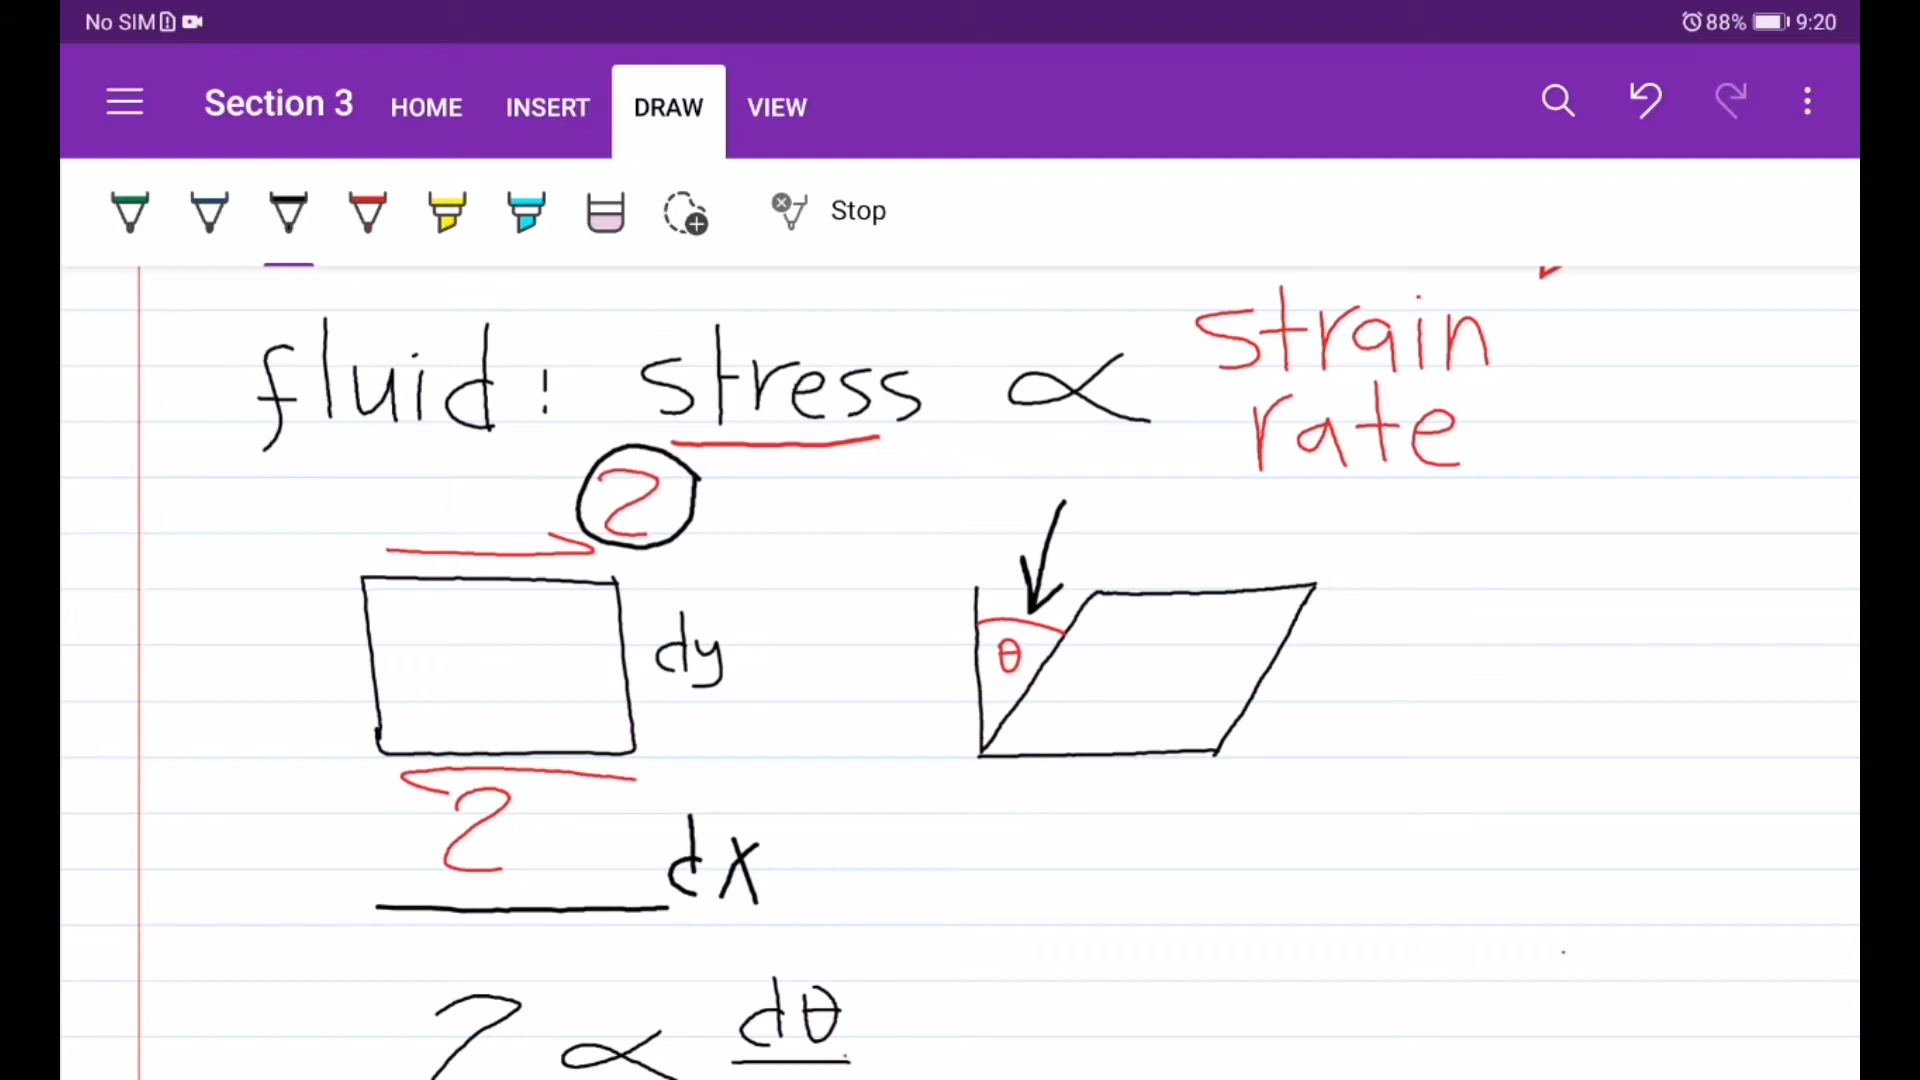 No SIM 88% 9:20
Section 3 HOME INSERT DRAW VIEW
Stop
fluid: stress ∝ strain
rate
τ
dy
θ
τ
dx
τ ∝ dθ